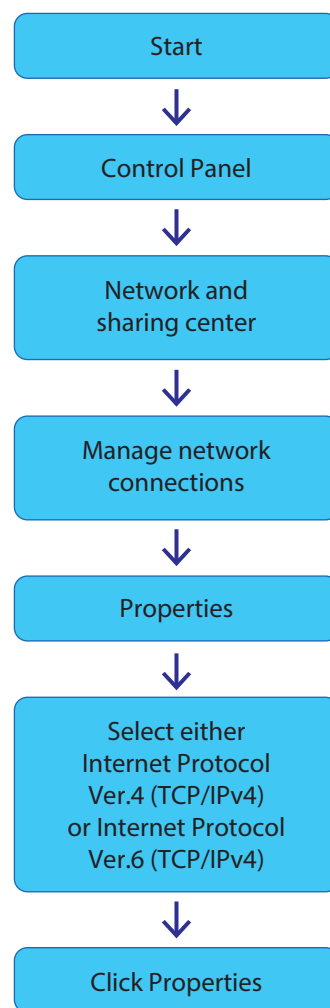 Start
Control Panel
Network and
sharing center
Manage network
connections
Properties
Select either
Internet Protocol
Ver.4 (TCP/IPv4)
or Internet Protocol
Ver.6 (TCP/IPv4)
Click Properties